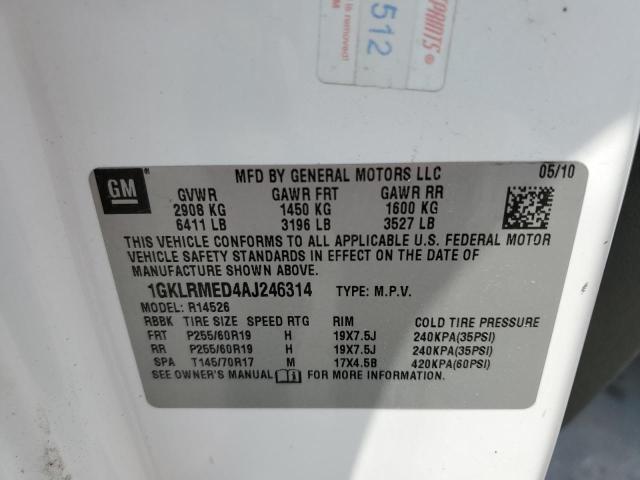 512
PARTS®
is removed!
GM
MFD BY GENERAL MOTORS LLC 05/10
GVWR GAWR FRT GAWR RR
2908 KG 1450 KG 1600 KG
6411 LB 3196 LB 3527 LB
THIS VEHICLE CONFORMS TO ALL APPLICABLE U.S. FEDERAL MOTOR
VEHICLE SAFETY STANDARDS IN EFFECT ON THE DATE OF
MANUFACTURE SHOWN ABOVE.
1GKLRMED4AJ246314 TYPE: M.P.V.
MODEL: R14526
RBBK TIRE SIZE SPEED RTG RIM COLD TIRE PRESSURE
FRT P255/60R19 H 19X7.5J 240KPA(35PSI)
RR P255/60R19 H 19X7.5J 240KPA(35PSI)
SPA T145/70R17 M 17X4.5B 420KPA(60PSI)
SEE OWNER'S MANUAL FOR MORE INFORMATION.